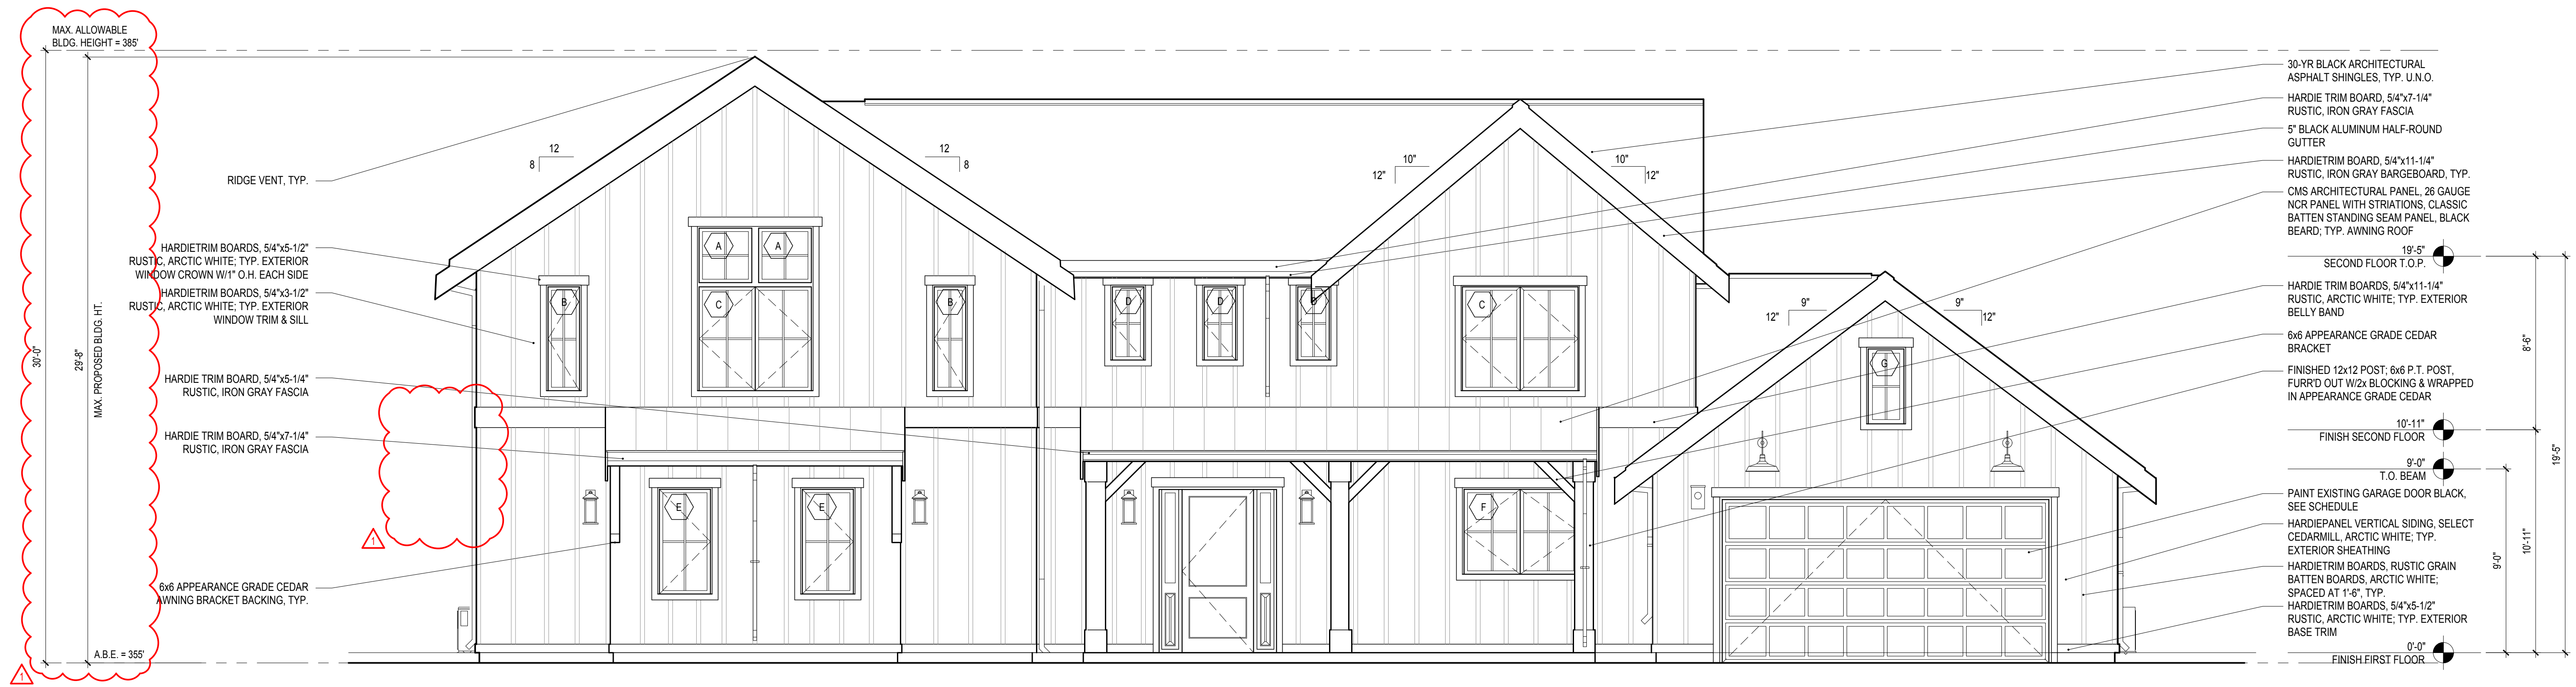 MAX. ALLOWABLE
BLDG. HEIGHT = 385'
30'-0"
29'-8"
MAX. PROPOSED BLDG. HT.
A.B.E. = 355'
1
1
RIDGE VENT, TYP.
HARDIETRIM BOARDS, 5/4"x5-1/2"
RUSTIC, ARCTIC WHITE; TYP. EXTERIOR
WINDOW CROWN W/1" O.H. EACH SIDE
HARDIETRIM BOARDS, 5/4"x3-1/2"
RUSTIC, ARCTIC WHITE; TYP. EXTERIOR
WINDOW TRIM & SILL
HARDIE TRIM BOARD, 5/4"x5-1/4"
RUSTIC, IRON GRAY FASCIA
HARDIE TRIM BOARD, 5/4"x7-1/4"
RUSTIC, IRON GRAY FASCIA
6x6 APPEARANCE GRADE CEDAR
AWNING BRACKET BACKING, TYP.
12
8
12
8
10"
12"
10"
12"
9"
12"
9"
12"
A
A
B
C
B
D
D
D
C
G
E
E
F
30-YR BLACK ARCHITECTURAL
ASPHALT SHINGLES, TYP. U.N.O.
HARDIE TRIM BOARD, 5/4"x7-1/4"
RUSTIC, IRON GRAY FASCIA
5" BLACK ALUMINUM HALF-ROUND
GUTTER
HARDIETRIM BOARD, 5/4"x11-1/4"
RUSTIC, IRON GRAY BARGEBOARD, TYP.
CMS ARCHITECTURAL PANEL, 26 GAUGE
NCR PANEL WITH STRIATIONS, CLASSIC
BATTEN STANDING SEAM PANEL, BLACK
BEARD; TYP. AWNING ROOF
19'-5"
SECOND FLOOR T.O.P.
HARDIE TRIM BOARDS, 5/4"x11-1/4"
RUSTIC, ARCTIC WHITE; TYP. EXTERIOR
BELLY BAND
6x6 APPEARANCE GRADE CEDAR
BRACKET
FINISHED 12x12 POST; 6x6 P.T. POST,
FURR'D OUT W/2x BLOCKING & WRAPPED
IN APPEARANCE GRADE CEDAR
10'-11"
FINISH SECOND FLOOR
9'-0"
T.O. BEAM
PAINT EXISTING GARAGE DOOR BLACK,
SEE SCHEDULE
HARDIEPANEL VERTICAL SIDING, SELECT
CEDARMILL, ARCTIC WHITE; TYP.
EXTERIOR SHEATHING
HARDIETRIM BOARDS, RUSTIC GRAIN
BATTEN BOARDS, ARCTIC WHITE;
SPACED AT 1'-6", TYP.
HARDIETRIM BOARDS, 5/4"x5-1/2"
RUSTIC, ARCTIC WHITE; TYP. EXTERIOR
BASE TRIM
0'-0"
FINISH FIRST FLOOR
9'-0"
8'-6"
10'-11"
19'-5"